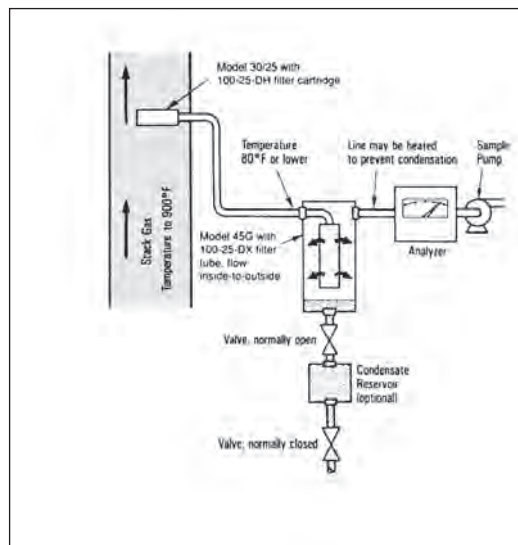 Model 30/25 with
100-25-DH filter cartridge
Stack Gas
Temperature to 900°F
Temperature
80°F or lower
Line may be heated
to prevent condensation
Sample
Pump
Analyzer
Model 45G with
100-25-DX filter
tube, flow
inside-to-outside
Valve, normally open
Condensate
Reservoir
(optional)
Valve, normally closed